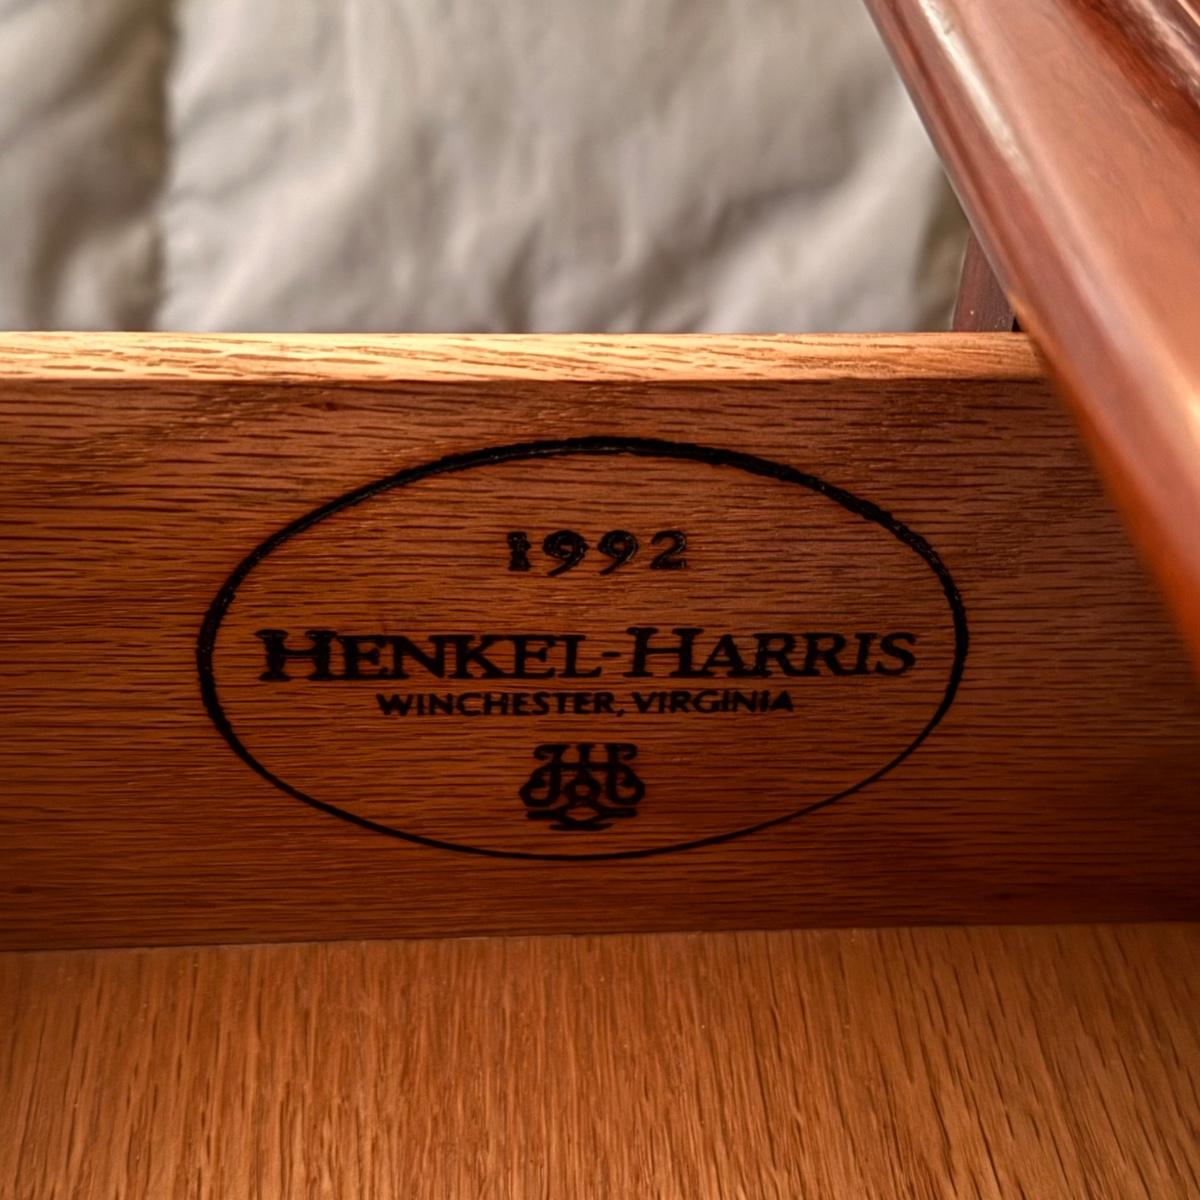 1992
HENKEL-HARRIS
WINCHESTER, VIRGINIA